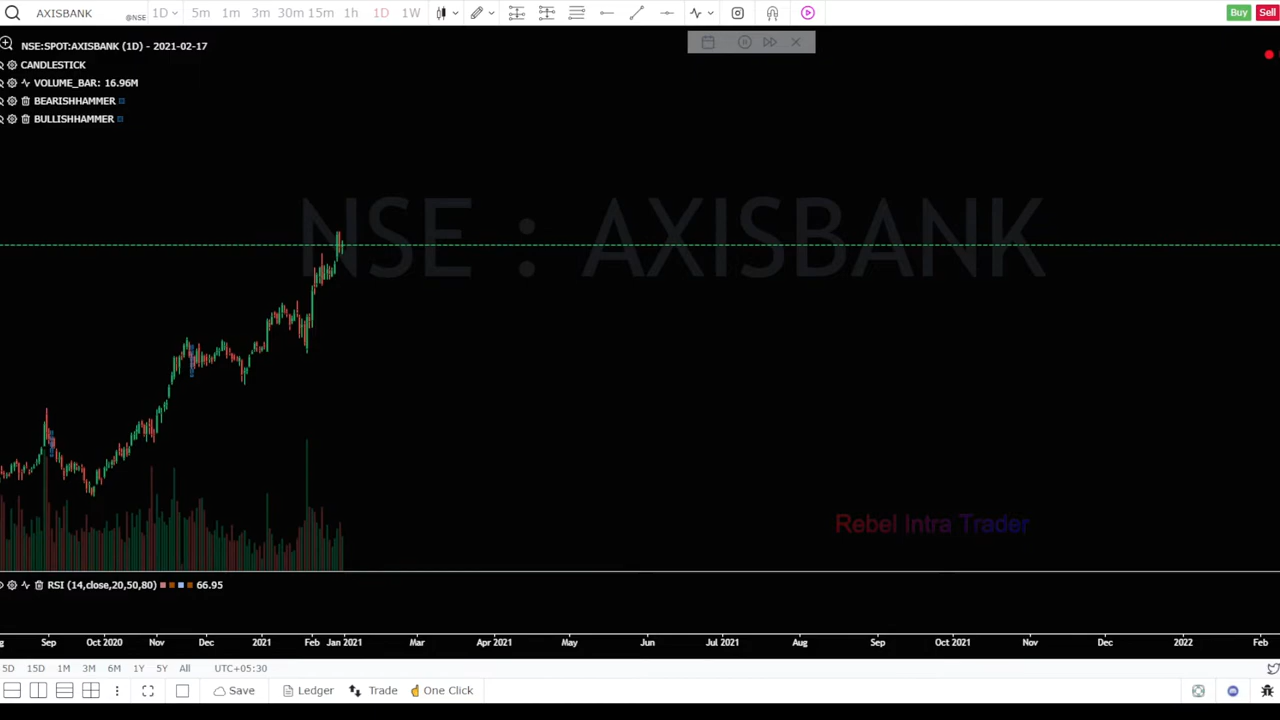 AXISBANK @NSE 1D 5m 1m 3m 30m 15m 1h 1D 1W Buy Sell
NSE:SPOT:AXISBANK (1D) - 2021-02-17
CANDLESTICK
VOLUME_BAR: 16.96M
BEARISHHAMMER
BULLISHHAMMER
NSE : AXISBANK
Rebel Intra Trader
RSI (14,close,20,50,80) 66.95
Sep Oct 2020 Nov Dec 2021 Feb Jan 2021 Mar Apr 2021 May Jun Jul 2021 Aug Sep Oct 2021 Nov Dec 2022 Feb
5D 15D 1M 3M 6M 1Y 5Y All UTC+05:30
Save Ledger Trade One Click